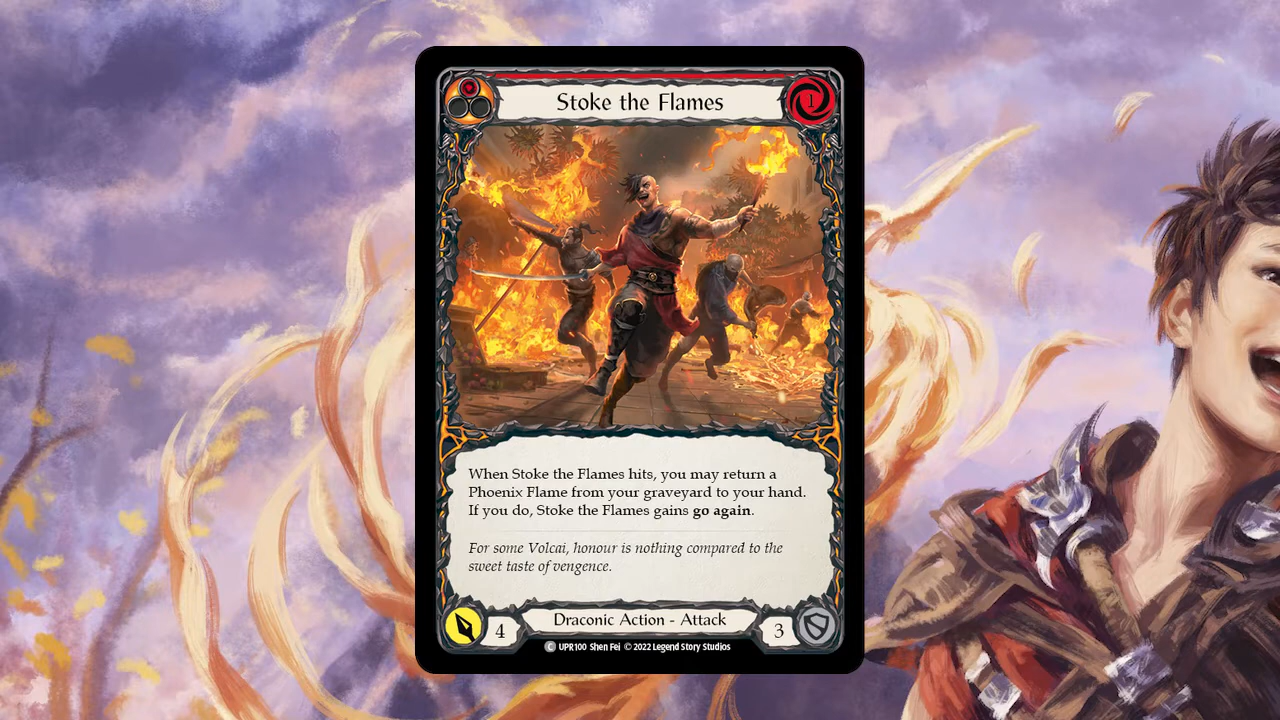 Stoke the Flames
1
When Stoke the Flames hits, you may return a
Phoenix Flame from your graveyard to your hand.
If you do, Stoke the Flames gains go again.
For some Volcai, honour is nothing compared to the
sweet taste of vengence.
4
Draconic Action - Attack
3
C UPR100 Shen Fei © 2022 Legend Story Studios